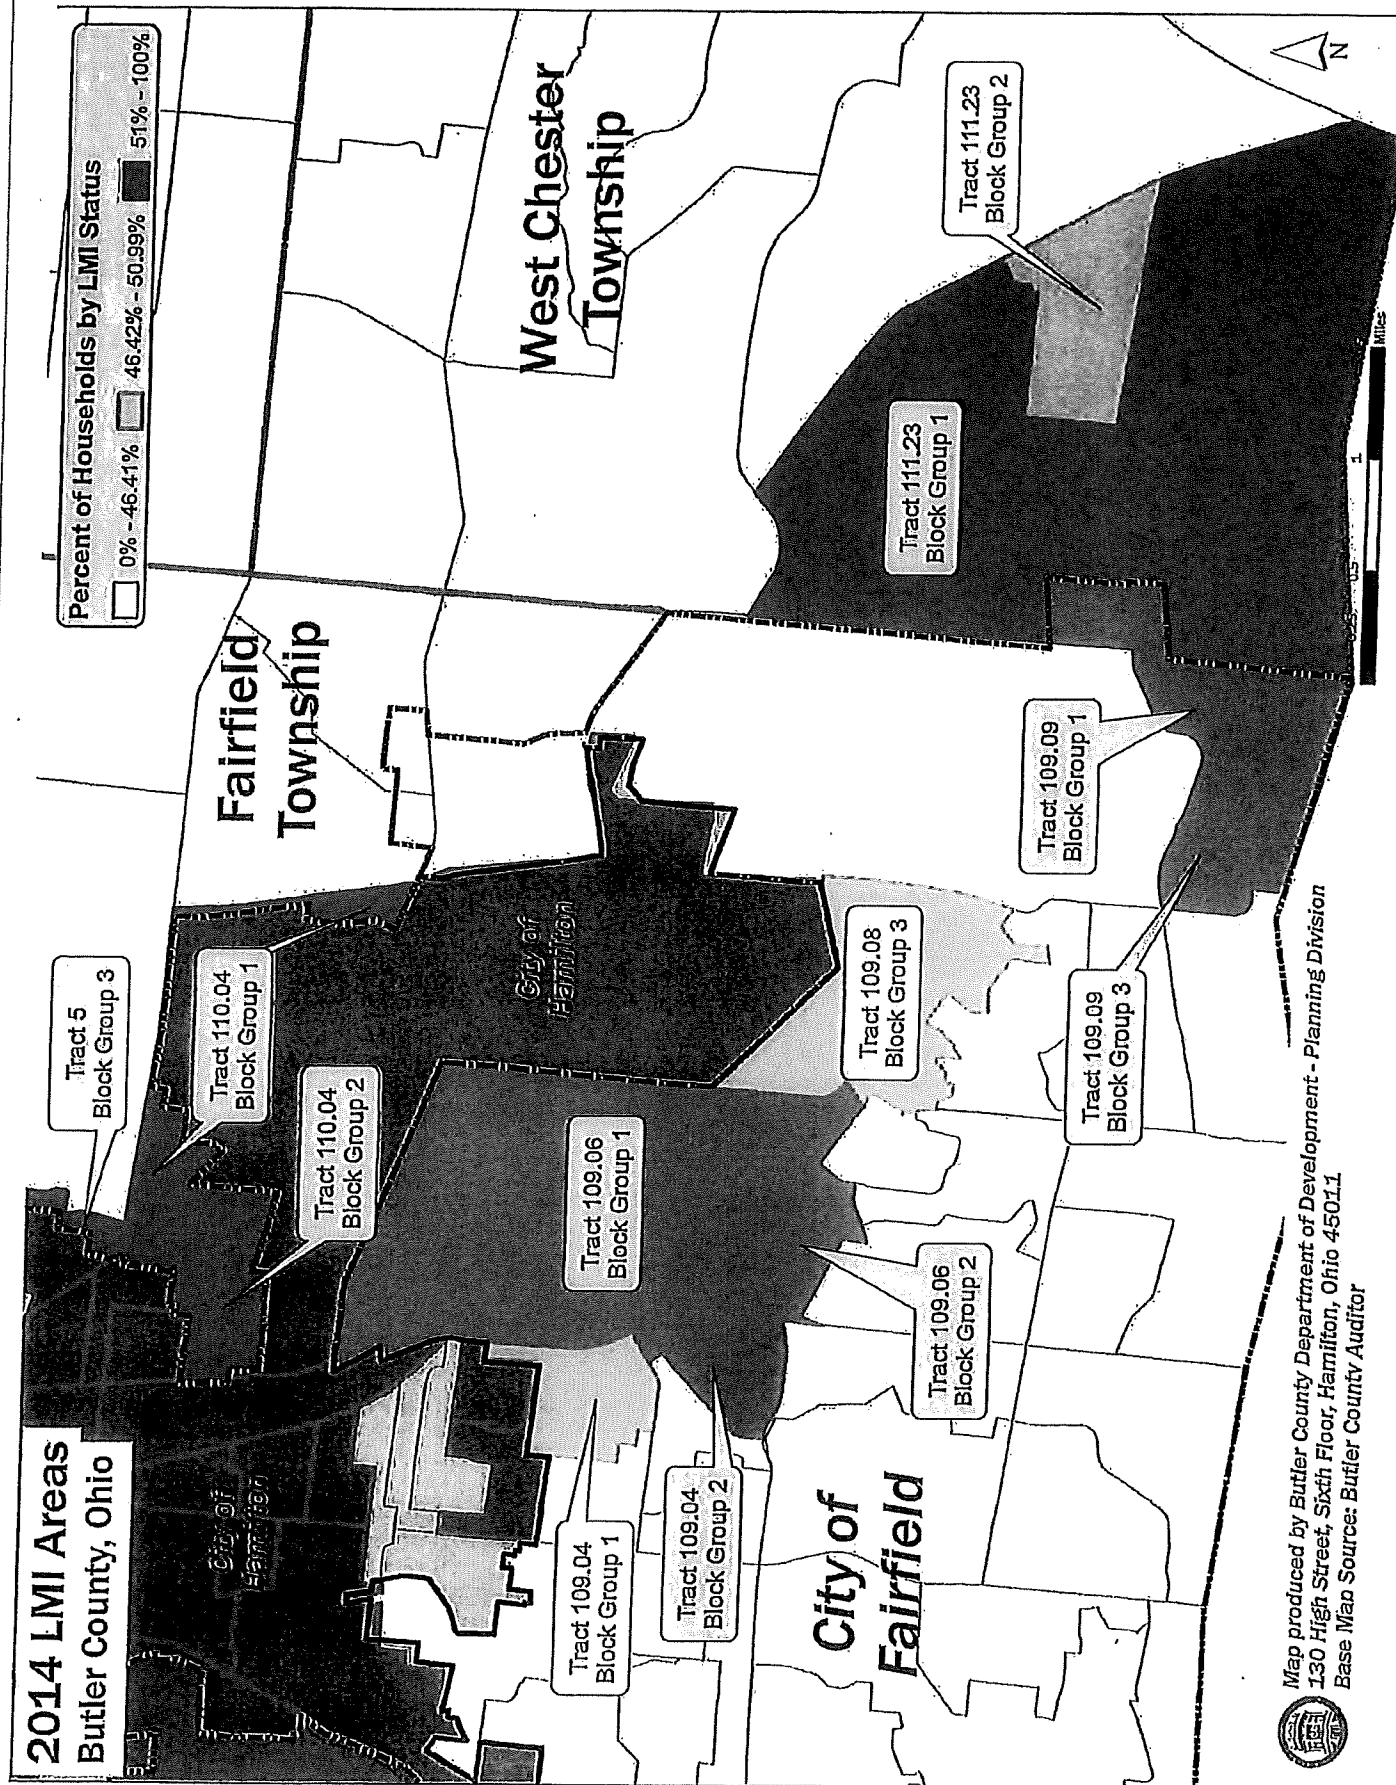 2014 LMI Areas
Butler County, Ohio
Percent of Households by LMI Status
0% - 46.41%
46.42% - 50.99%
51% - 100%
Tract 5
Block Group 3
Tract 110.04
Block Group 1
Tract 110.04
Block Group 2
Fairfield
Township
City of
Hamilton
City of
Hamilton
West Chester
Township
Tract 109.06
Block Group 1
Tract 109.04
Block Group 1
Tract 109.04
Block Group 2
Tract 109.08
Block Group 3
Tract 111.23
Block Group 1
Tract 111.23
Block Group 2
City of
Fairfield
Tract 109.06
Block Group 2
Tract 109.09
Block Group 3
Tract 109.09
Block Group 1
N
0.5
1
Miles
Map produced by Butler County Department of Development - Planning Division
130 High Street, Sixth Floor, Hamilton, Ohio 45011
Base Map Source: Butler County Auditor